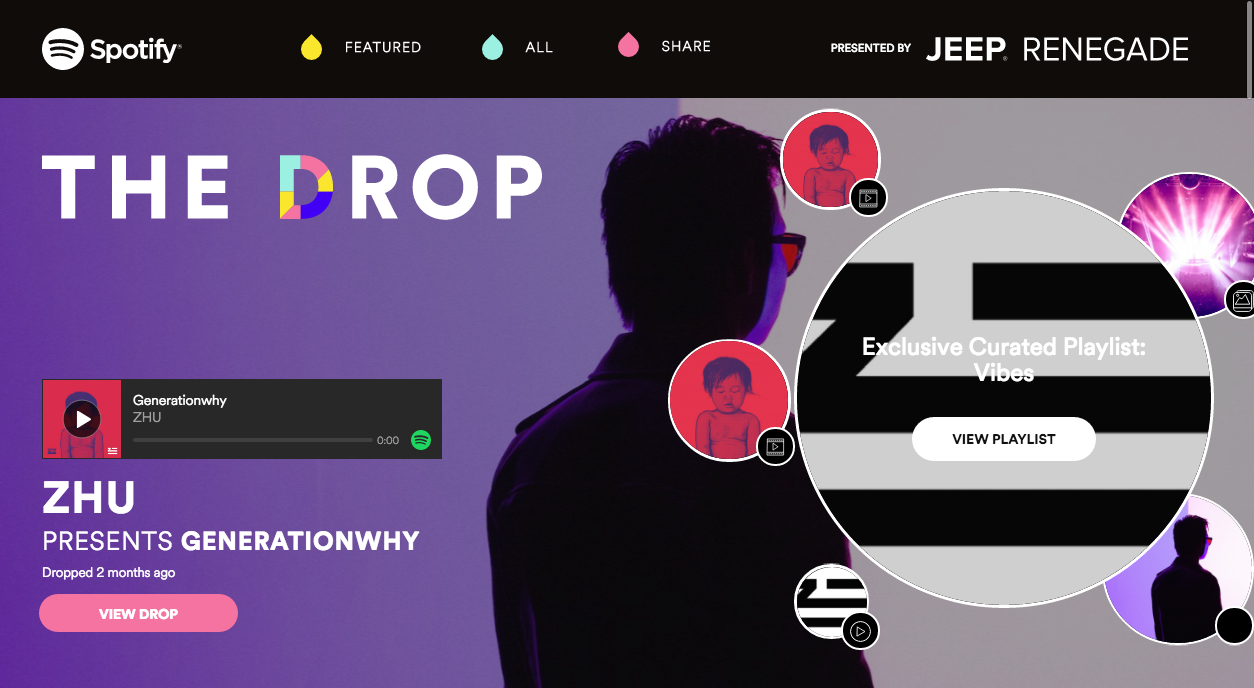 Spotify®
FEATURED
ALL
SHARE
PRESENTED BY
JEEP® RENEGADE
THE DROP
Generationwhy
ZHU
0:00
ZHU
PRESENTS GENERATIONWHY
Dropped 2 months ago
VIEW DROP
Exclusive Curated Playlist:
Vibes
VIEW PLAYLIST